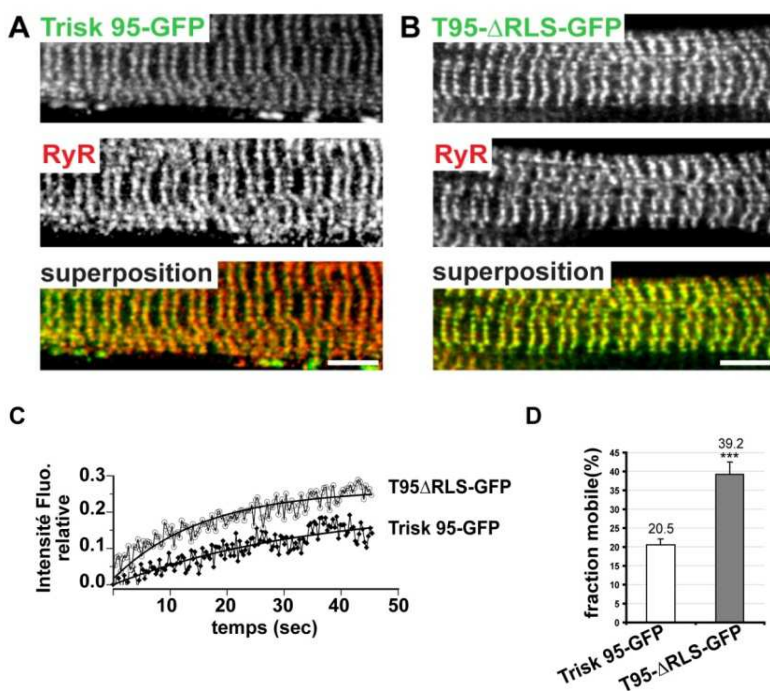 A
Trisk 95-GFP
RyR
superposition
B
T95-ΔRLS-GFP
RyR
superposition
C
Intensité Fluo.
relative
0.3
0.2
0.1
0.0
10
20
30
40
50
temps (sec)
T95ΔRLS-GFP
Trisk 95-GFP
D
fraction mobile(%)
45
40
35
30
25
20
15
10
5
0
20.5
39.2
***
Trisk 95-GFP
T95-ΔRLS-GFP